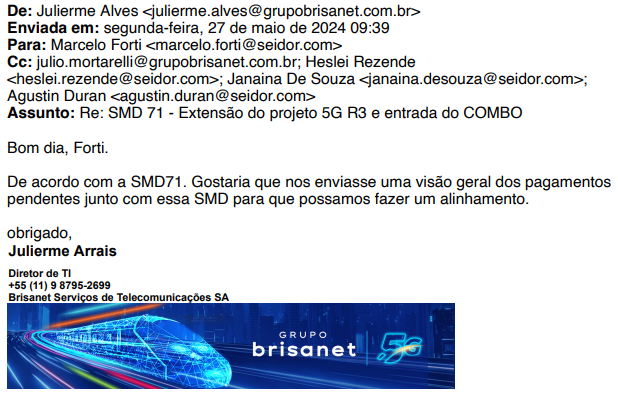 De: Julierme Alves <julierme.alves@grupobrisanet.com.br>
Enviada em: segunda-feira, 27 de maio de 2024 09:39
Para: Marcelo Forti <marcelo.forti@seidor.com>
Cc: julio.mortarelli@grupobrisanet.com.br; Heslei Rezende
<heslei.rezende@seidor.com>; Janaina De Souza <janaina.desouza@seidor.com>;
Agustin Duran <agustin.duran@seidor.com>
Assunto: Re: SMD 71 - Extensão do projeto 5G R3 e entrada do COMBO
Bom dia, Forti.
De acordo com a SMD71. Gostaria que nos enviasse uma visão geral dos pagamentos
pendentes junto com essa SMD para que possamos fazer um alinhamento.
obrigado,
Julierme Arrais
Diretor de TI
+55 (11) 9 8795-2699
Brisanet Serviços de Telecomunicações SA
GRUPO
brisanet .5G